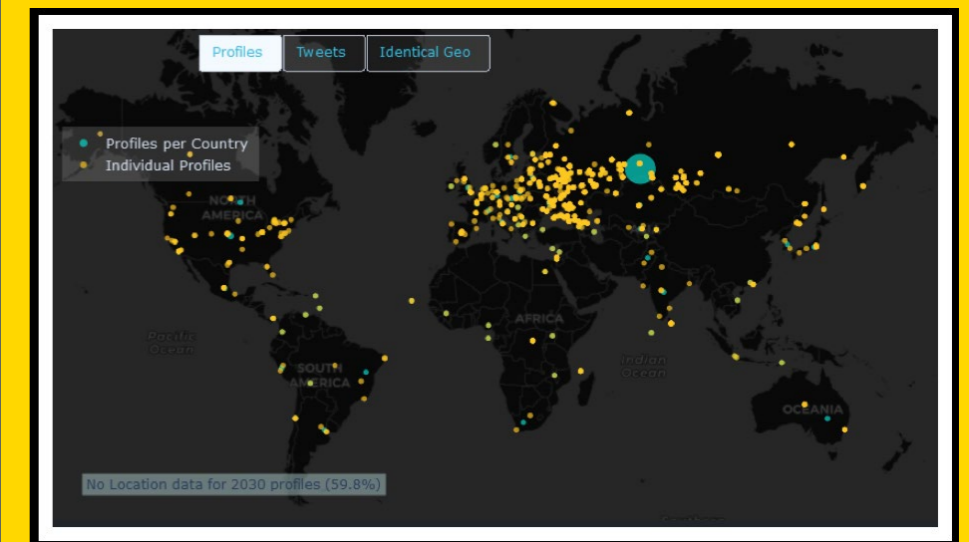 Profiles
Tweets
Identical Geo
Profiles per Country
Individual Profiles
NORTH
AMERICA
AFRICA
Pacific
Ocean
SOUTH
AMERICA
Indian
Ocean
OCEANIA
No Location data for 2030 profiles (59.8%)